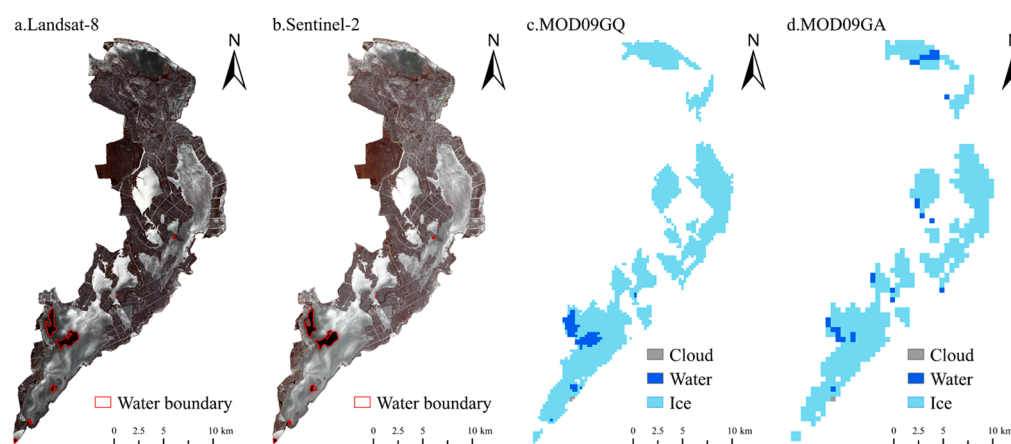 a.Landsat-8
b.Sentinel-2
c.MOD09GQ
d.MOD09GA
N
N
N
N
Cloud
Water
Ice
Cloud
Water
Ice
Water boundary
Water boundary
0 2.5 5 10 km
0 2.5 5 10 km
0 2.5 5 10 km
0 2.5 5 10 km